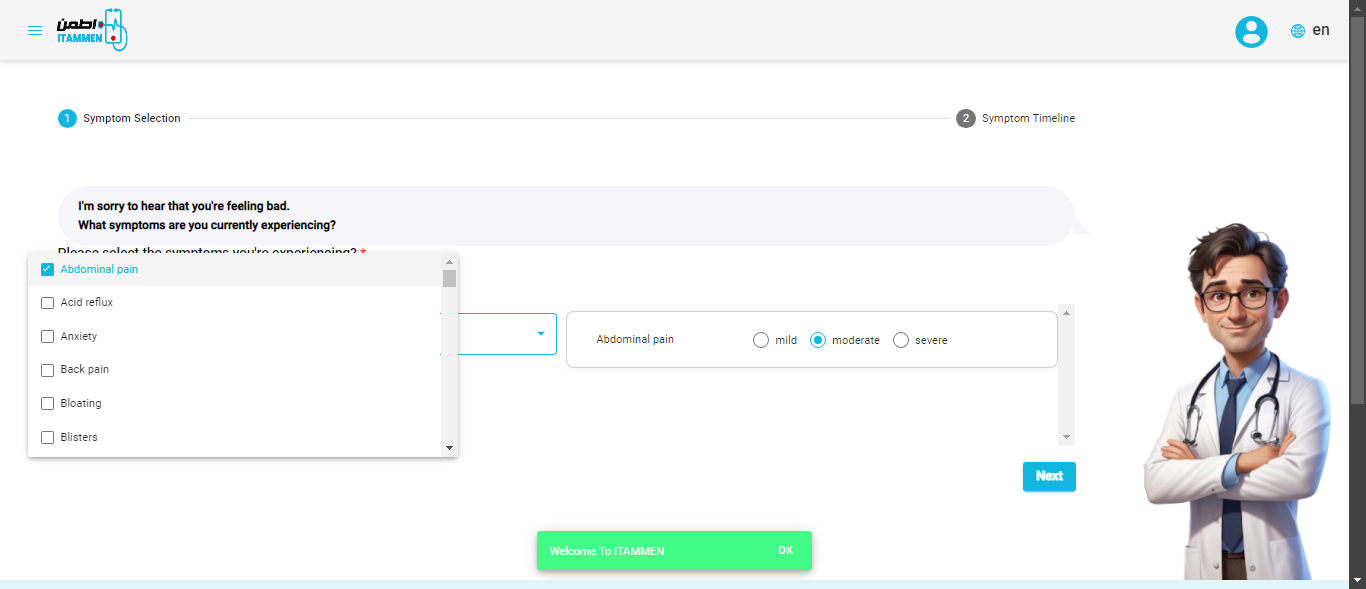 اطمن
ITAMMEN
en
1 Symptom Selection
2 Symptom Timeline
I'm sorry to hear that you're feeling bad.
What symptoms are you currently experiencing?
Please select the symptoms you're experiencing? *
Abdominal pain
Acid reflux
Anxiety
Back pain
Bloating
Blisters
Abdominal pain mild moderate severe
Next
Welcome To ITAMMEN OK